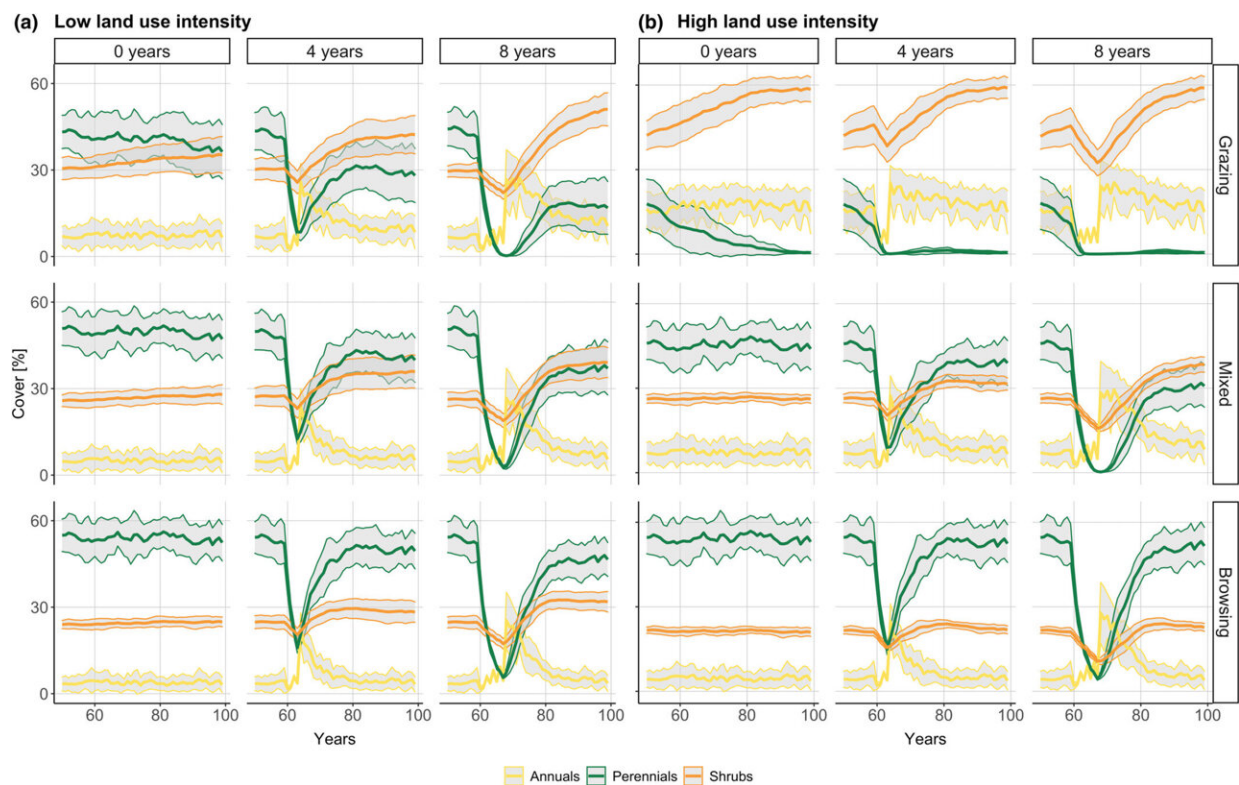 (a) Low land use intensity
(b) High land use intensity
0 years 4 years 8 years 0 years 4 years 8 years
60
30
0
Grazing
60
30
0
Mixed
Cover [%]
60
30
0
Browsing
60 80 100 60 80 100 60 80 100 60 80 100 60 80 100 60 80 100
Years Years
Annuals Perennials Shrubs